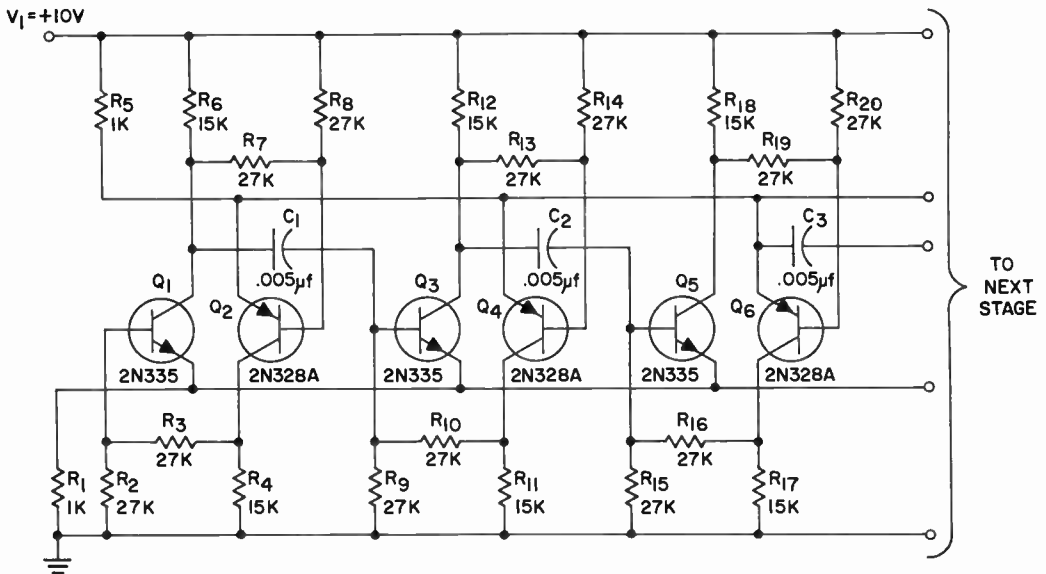 V1=+10V
R5
1K
R6
15K
R8
27K
R7
27K
R12
15K
R14
27K
R13
27K
R18
15K
R20
27K
R19
27K
C1
.005µf
C2
.005µf
C3
.005µf
Q1
2N335
Q2
2N328A
Q3
2N335
Q4
2N328A
Q5
2N335
Q6
2N328A
TO
NEXT
STAGE
R3
27K
R10
27K
R16
27K
R1
1K
R2
27K
R4
15K
R9
27K
R11
15K
R15
27K
R17
15K